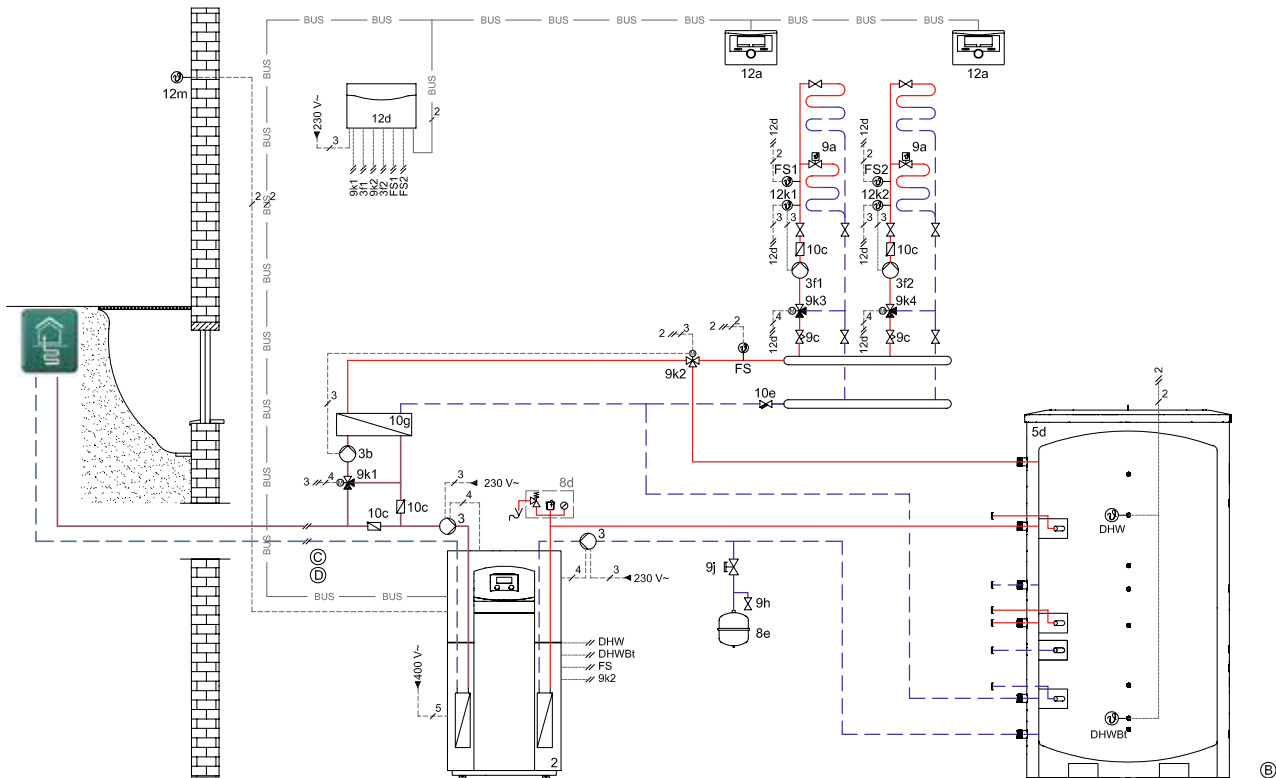 BUS BUS BUS BUS BUS BUS BUS BUS BUS
12a 12a
BUS BUS
12m
230 V~
3
12d
2
9k1
3f1
9k2
3f2
FS1
FS2
2 2
BUS
BUS
BUS
BUS
BUS
BUS
BUS BUS
12d
2
FS1
12k1
3 3
12d
9a
10c
3f1
9k3
4
12d
9c
12d
2
FS2
12k2
3 3
12d
9a
10c
3f2
9k4
4
12d
9c
2 3
9k2
2 2
FS
10e
3
10g
3b
3 4 9k1
10c
10c
3
3 230 V~
4
8d
3
4 3 230 V~
C
D
400 V~
5
2
DHW
DHWBt
FS
9k2
9j
9h
8e
2
2
5d
DHW
DHWBt
B